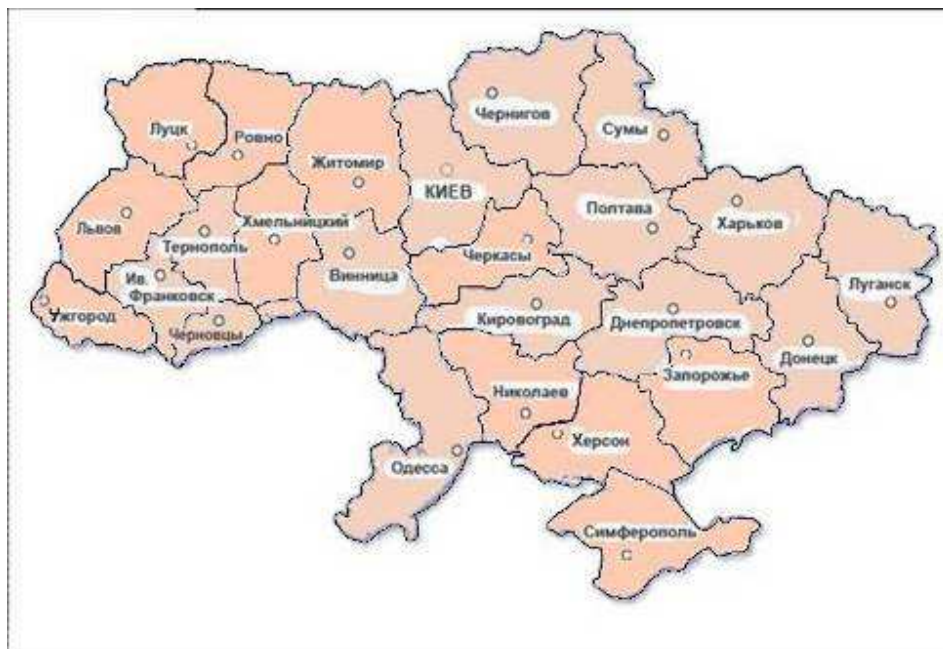 Чернигов
Луцк
Ровно
Сумы
Житомир
КИЕВ
Полтава
Харьков
Львов
Хмельницкий
Тернополь
Черкасы
Винница
Ив.
Франковск
Луганск
Ужгород
Кировоград
Днепропетровск
Черновцы
Донецк
Запорожье
Николаев
Херсон
Одесса
Симферополь